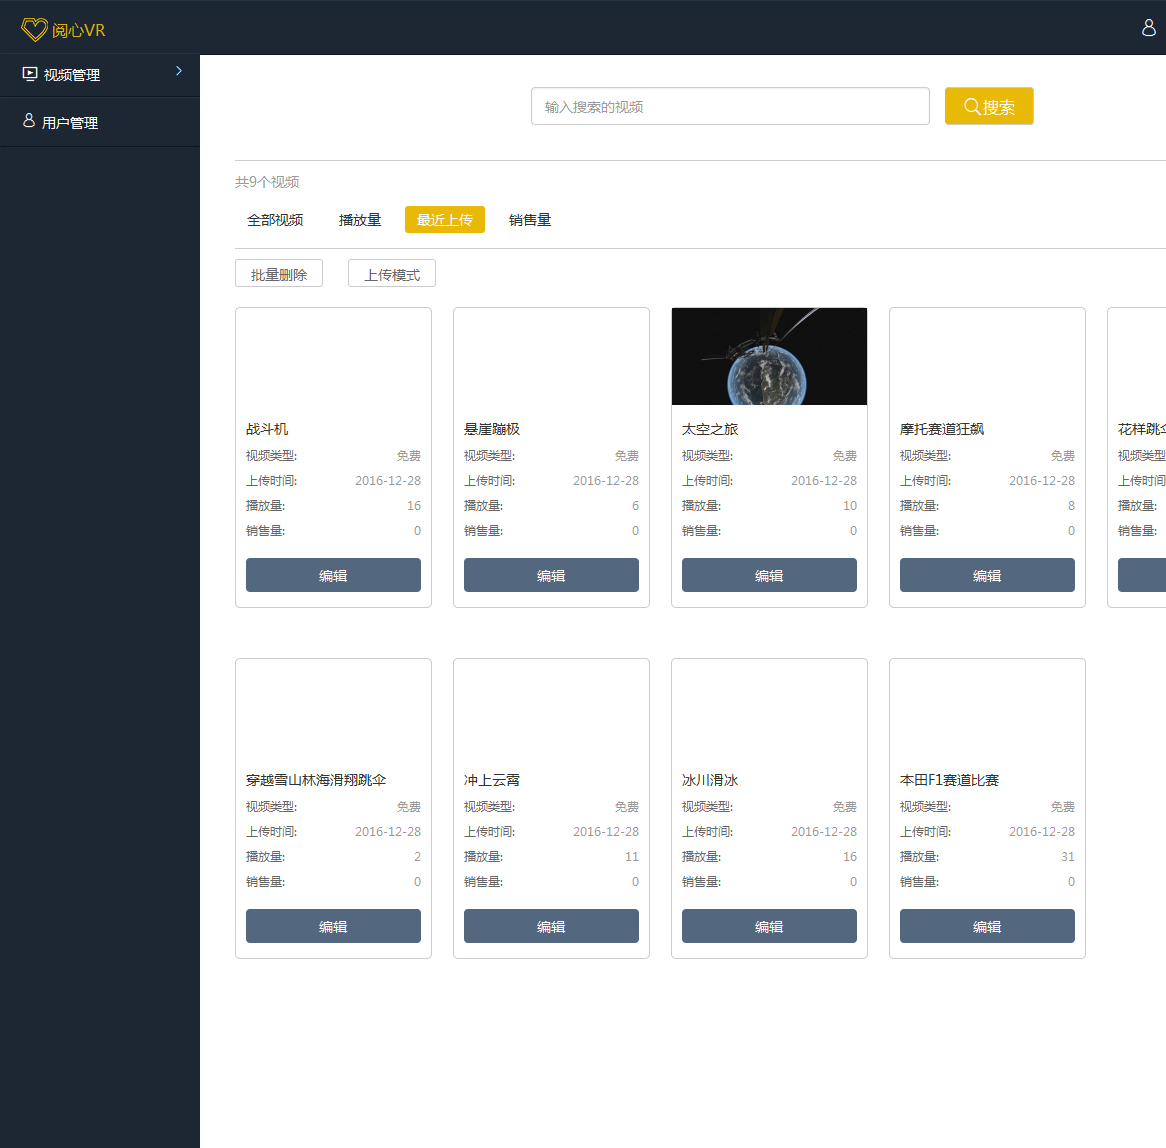 阅心VR
视频管理
用户管理
输入搜索的视频
搜索
共9个视频
全部视频 播放量 最近上传 销售量
批量删除 上传模式
战斗机 悬崖蹦极 太空之旅 摩托赛道狂飙 花样跳伞
视频类型: 免费 视频类型: 免费 视频类型: 免费 视频类型: 免费 视频类型
上传时间: 2016-12-28 上传时间: 2016-12-28 上传时间: 2016-12-28 上传时间: 2016-12-28 上传时间
播放量: 16 播放量: 6 播放量: 10 播放量: 8 播放量:
销售量: 0 销售量: 0 销售量: 0 销售量: 0 销售量:
编辑 编辑 编辑 编辑
穿越雪山林海滑翔跳伞 冲上云霄 冰川滑冰 本田F1赛道比赛
视频类型: 免费 视频类型: 免费 视频类型: 免费 视频类型: 免费
上传时间: 2016-12-28 上传时间: 2016-12-28 上传时间: 2016-12-28 上传时间: 2016-12-28
播放量: 2 播放量: 11 播放量: 16 播放量: 31
销售量: 0 销售量: 0 销售量: 0 销售量: 0
编辑 编辑 编辑 编辑